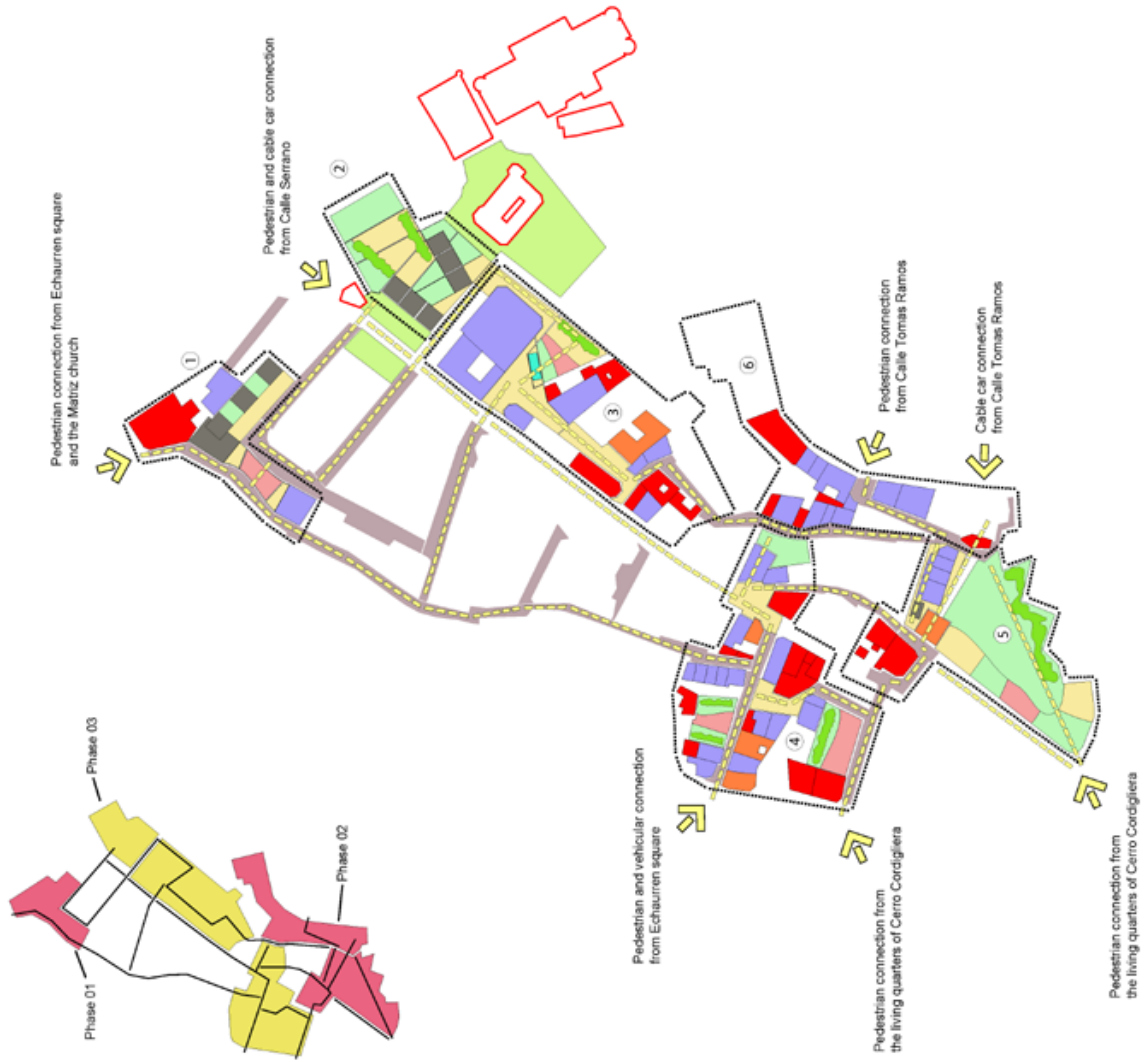 Pedestrian connection from Echaurren square
and the Matriz church
Pedestrian and cable car connection
from Calle Serrano
1
2
3
6
Pedestrian connection
from Calle Tomas Ramos
Cable car connection
from Calle Tomas Ramos
4
5
Pedestrian and vehicular connection
from Echaurren square
Pedestrian connection from
the living quarters of Cerro Cordigliera
Pedestrian connection from
the living quarters of Cerro Cordigliera
Phase 01
Phase 03
Phase 02